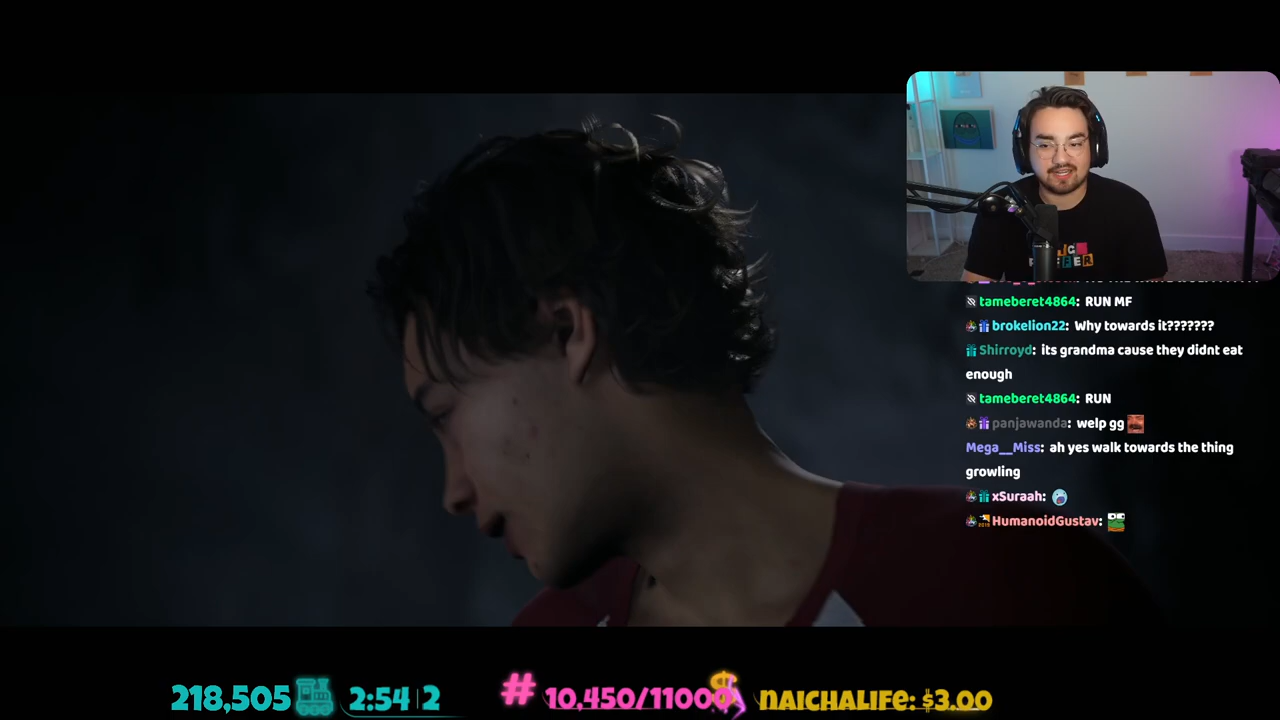 tameberet4864: RUN MF
brokelion22: Why towards it???????
Shirroyd: its grandma cause they didnt eat
enough
tameberet4864: RUN
panjawanda: welp gg
Mega__Miss: ah yes walk towards the thing
growling
xSuraah:
HumanoidGustav:
218,505 2:54 | 2 # 10,450/11000 $ NAICHALIFE: $3.00